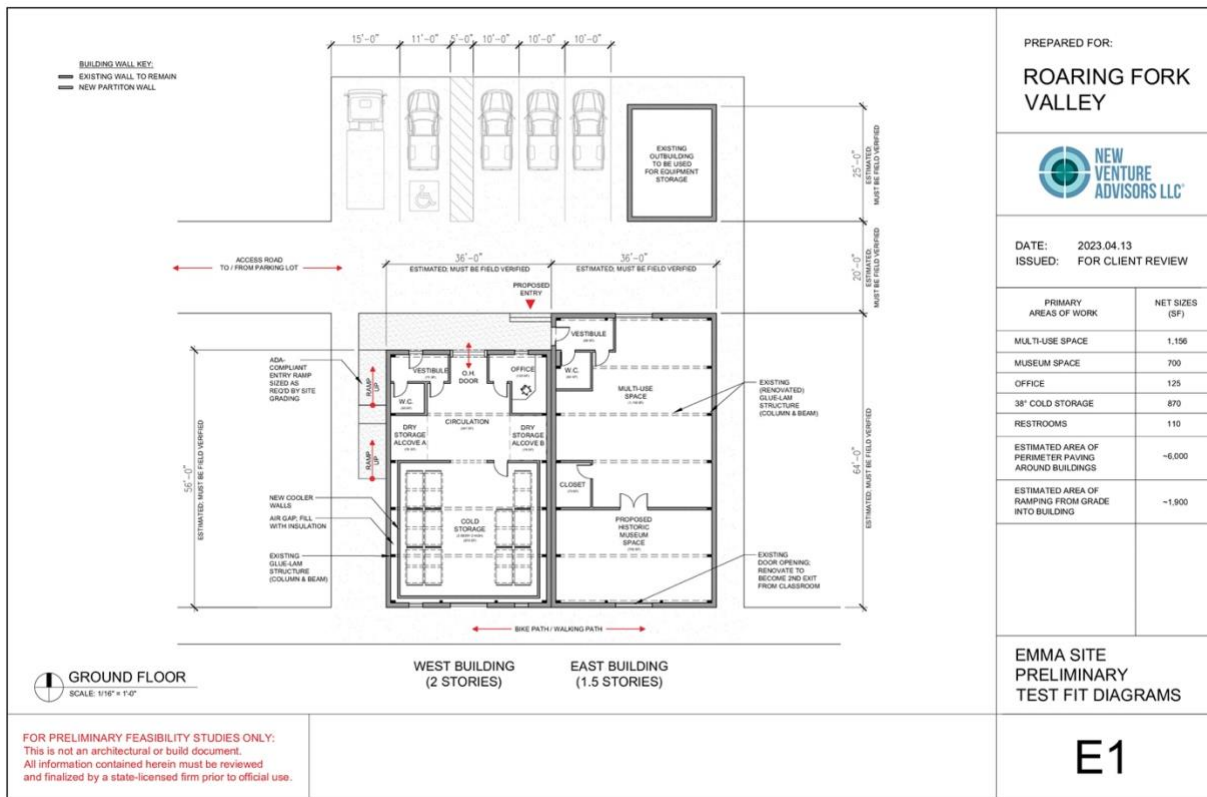 15'-0"
11'-0"
5'-0"
10'-0"
10'-0"
10'-0"
BUILDING WALL KEY:
EXISTING WALL TO REMAIN
NEW PARTITON WALL
EXISTING
OUTBUILDING
TO BE USED
FOR EQUIPMENT
STORAGE
25'-0"
ESTIMATED;
MUST BE FIELD VERIFIED
20'-0"
ESTIMATED;
MUST BE FIELD VERIFIED
64'-0"
ESTIMATED; MUST BE FIELD VERIFIED
ACCESS ROAD
TO / FROM PARKING LOT
36'-0"
ESTIMATED; MUST BE FIELD VERIFIED
36'-0"
ESTIMATED; MUST BE FIELD VERIFIED
PROPOSED
ENTRY
56'-0"
ESTIMATED; MUST BE FIELD VERIFIED
ADA-
COMPLIANT
ENTRY RAMP
SIZED AS
REQ'D BY SITE
GRADING
RAMP
UP
RAMP
UP
VESTIBULE
O.H.
DOOR
OFFICE
W.C.
CIRCULATION
DRY
STORAGE
ALCOVE A
DRY
STORAGE
ALCOVE B
COLD
STORAGE
NEW COOLER
WALLS
AIR GAP; FILL
WITH INSULATION
EXISTING
GLUE-LAM
STRUCTURE
(COLUMN & BEAM)
VESTIBULE
W.C.
MULTI-USE
SPACE
CLOSET
PROPOSED
HISTORIC
MUSEUM
SPACE
EXISTING
(RENOVATED)
GLUE-LAM
STRUCTURE
(COLUMN & BEAM)
EXISTING
DOOR OPENING;
RENOVATE TO
BECOME 2ND EXIT
FROM CLASSROOM
BIKE PATH / WALKING PATH
WEST BUILDING
(2 STORIES)
EAST BUILDING
(1.5 STORIES)
GROUND FLOOR
SCALE: 1/16" = 1'-0"
FOR PRELIMINARY FEASIBILITY STUDIES ONLY:
This is not an architectural or build document.
All information contained herein must be reviewed
and finalized by a state-licensed firm prior to official use.
PREPARED FOR:
ROARING FORK
VALLEY
NEW
VENTURE
ADVISORS LLC
DATE: 2023.04.13
ISSUED: FOR CLIENT REVIEW
PRIMARY
AREAS OF WORK
NET SIZES
(SF)
MULTI-USE SPACE 1,156
MUSEUM SPACE 700
OFFICE 125
38° COLD STORAGE 870
RESTROOMS 110
ESTIMATED AREA OF
PERIMETER PAVING
AROUND BUILDINGS
~6,000
ESTIMATED AREA OF
RAMPING FROM GRADE
INTO BUILDING
~1,900
EMMA SITE
PRELIMINARY
TEST FIT DIAGRAMS
E1